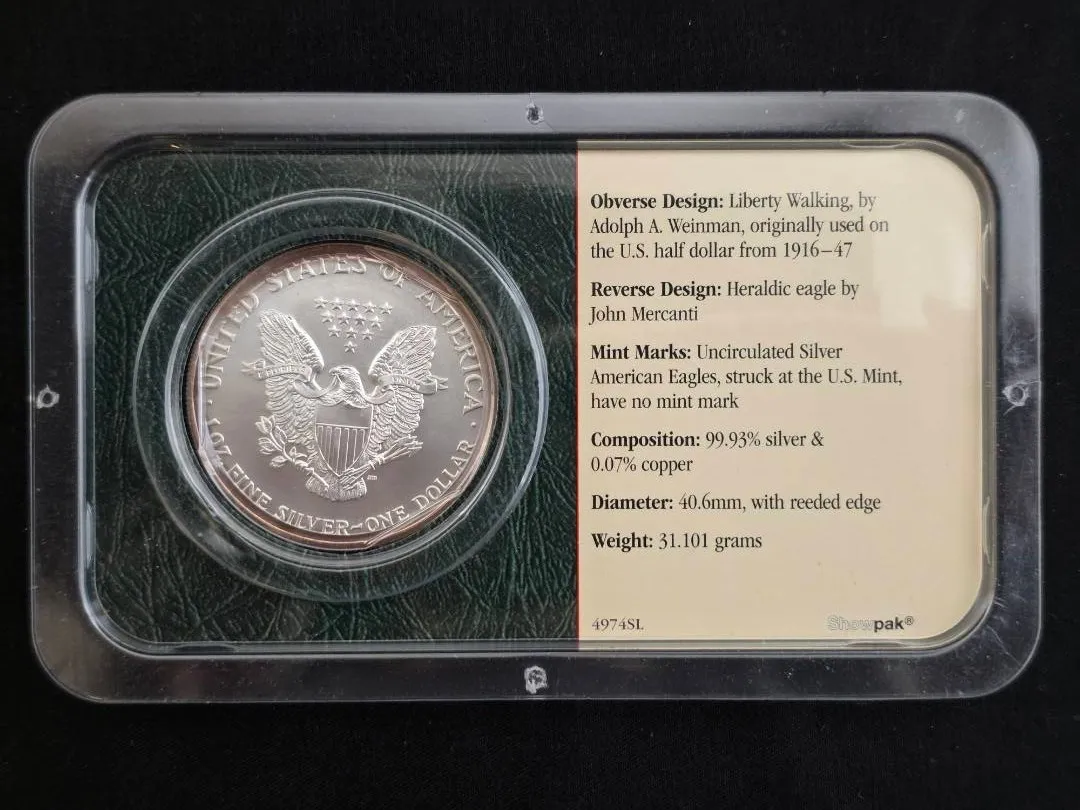 UNITED STATES OF AMERICA
1 OZ. FINE SILVER~ONE DOLLAR
Obverse Design: Liberty Walking, by
Adolph A. Weinman, originally used on
the U.S. half dollar from 1916–47
Reverse Design: Heraldic eagle by
John Mercanti
Mint Marks: Uncirculated Silver
American Eagles, struck at the U.S. Mint,
have no mint mark
Composition: 99.93% silver &
0.07% copper
Diameter: 40.6mm, with reeded edge
Weight: 31.101 grams
4974SL
Showpak®